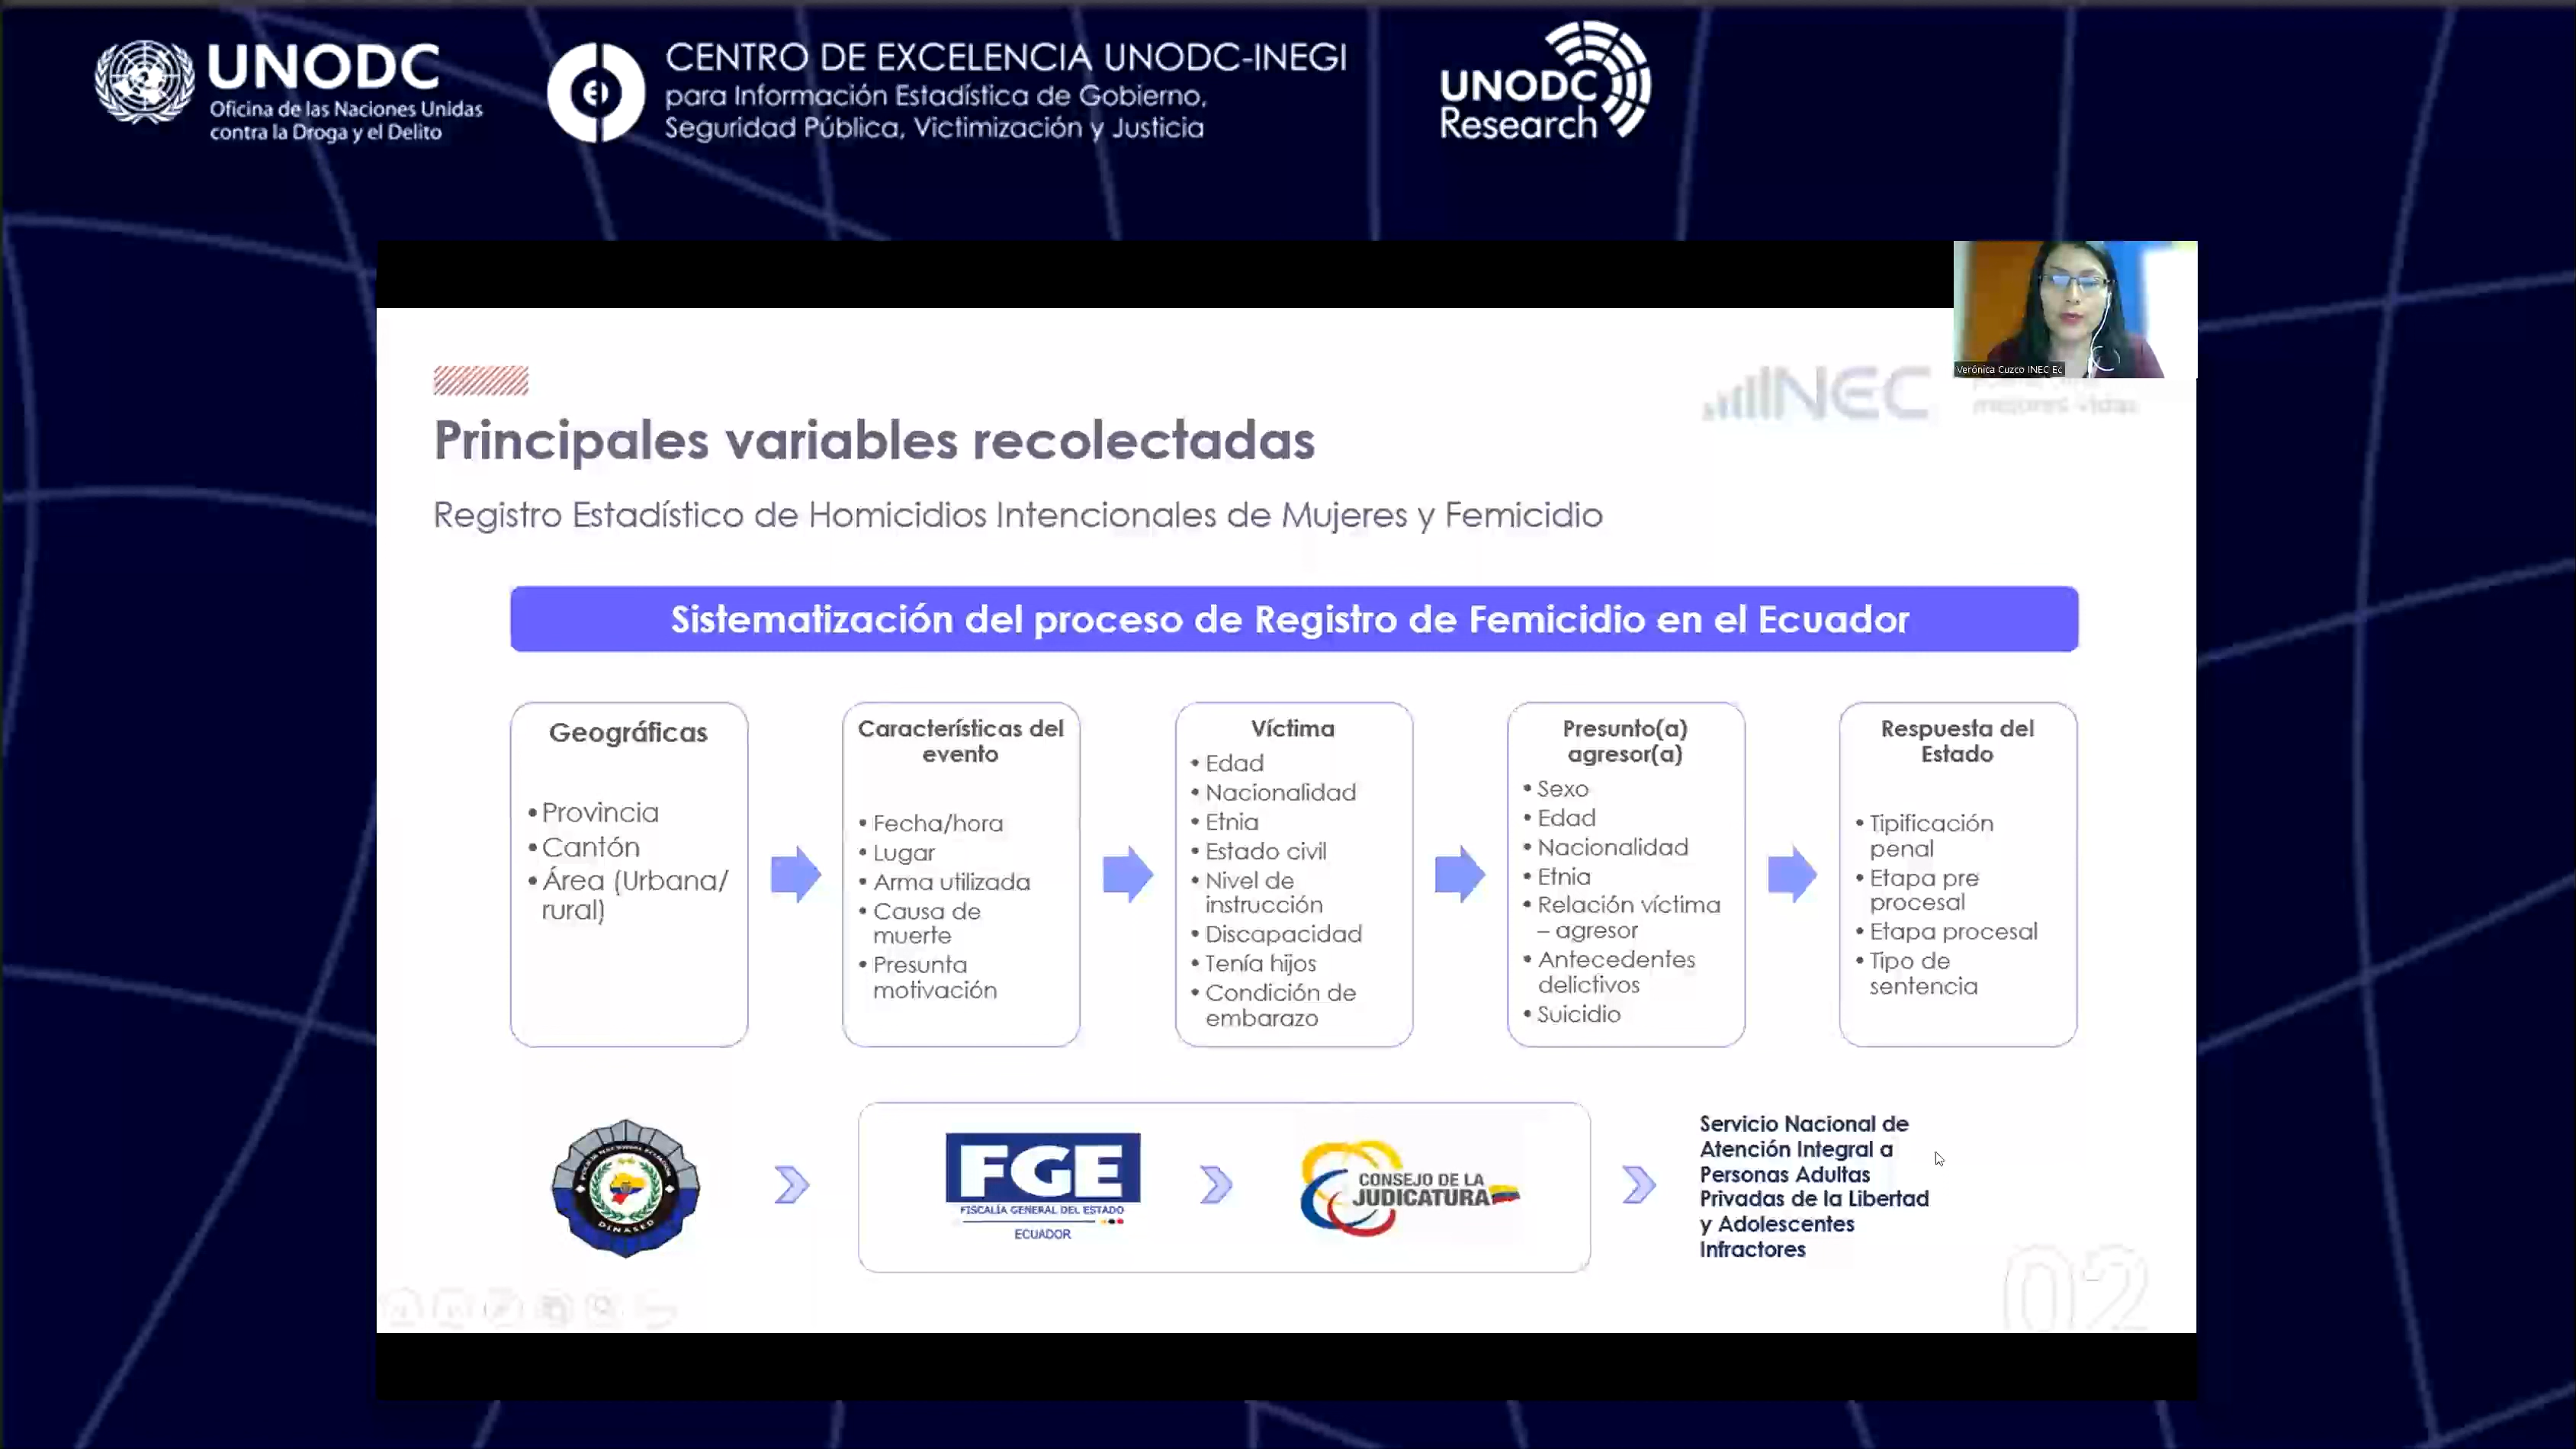 UNODC
Oficina de las Naciones Unidas
contra la Droga y el Delito
CENTRO DE EXCELENCIA UNODC-INEGI
para Información Estadística de Gobierno,
Seguridad Pública, Victimización y Justicia
UNODC
Research
Verónica Cuzco INEC Ec
INEC
mejores vidas
Principales variables recolectadas
Registro Estadístico de Homicidios Intencionales de Mujeres y Femicidio
Sistematización del proceso de Registro de Femicidio en el Ecuador
Geográficas
• Provincia
• Cantón
• Área (Urbana/
rural)
Características del
evento
• Fecha/hora
• Lugar
• Arma utilizada
• Causa de
muerte
• Presunta
motivación
Víctima
• Edad
• Nacionalidad
• Etnia
• Estado civil
• Nivel de
instrucción
• Discapacidad
• Tenía hijos
• Condición de
embarazo
Presunto(a)
agresor(a)
• Sexo
• Edad
• Nacionalidad
• Etnia
• Relación víctima
– agresor
• Antecedentes
delictivos
• Suicidio
Respuesta del
Estado
• Tipificación
penal
• Etapa pre
procesal
• Etapa procesal
• Tipo de
sentencia
DINASED
FGE
FISCALÍA GENERAL DEL ESTADO
ECUADOR
CONSEJO DE LA
JUDICATURA
Servicio Nacional de
Atención Integral a
Personas Adultas
Privadas de la Libertad
y Adolescentes
Infractores
02